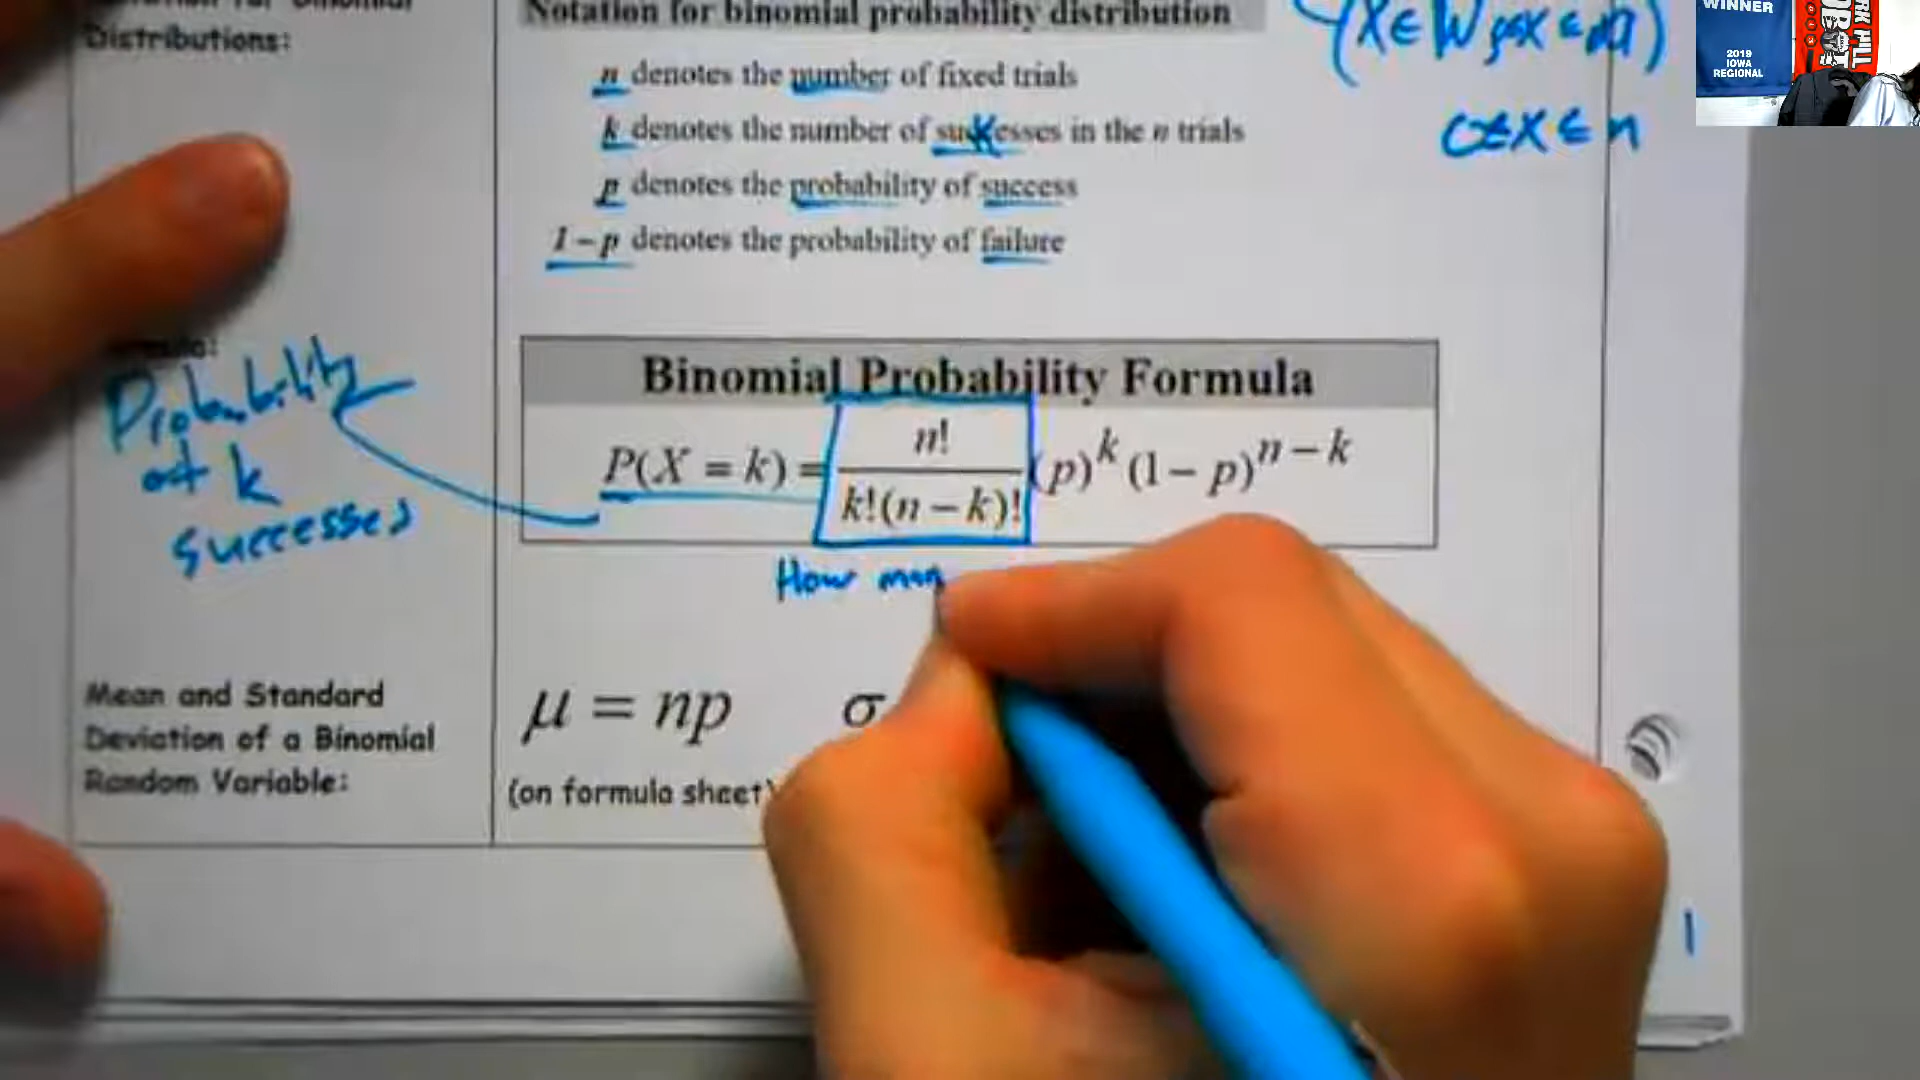 Distributions:
Notation for binomial probability distribution
n denotes the number of fixed trials
k denotes the number of successes in the n trials
p denotes the probability of success
1 – p denotes the probability of failure
WINNER
2019
IOWA
REGIONAL
Probability
of k
successes
Binomial Probability Formula
P(X = k) = n! / k!(n – k)! (p)^k (1 – p)^n – k
How man
Mean and Standard
Deviation of a Binomial
Random Variable:
μ = np σ
(on formula sheet)
1